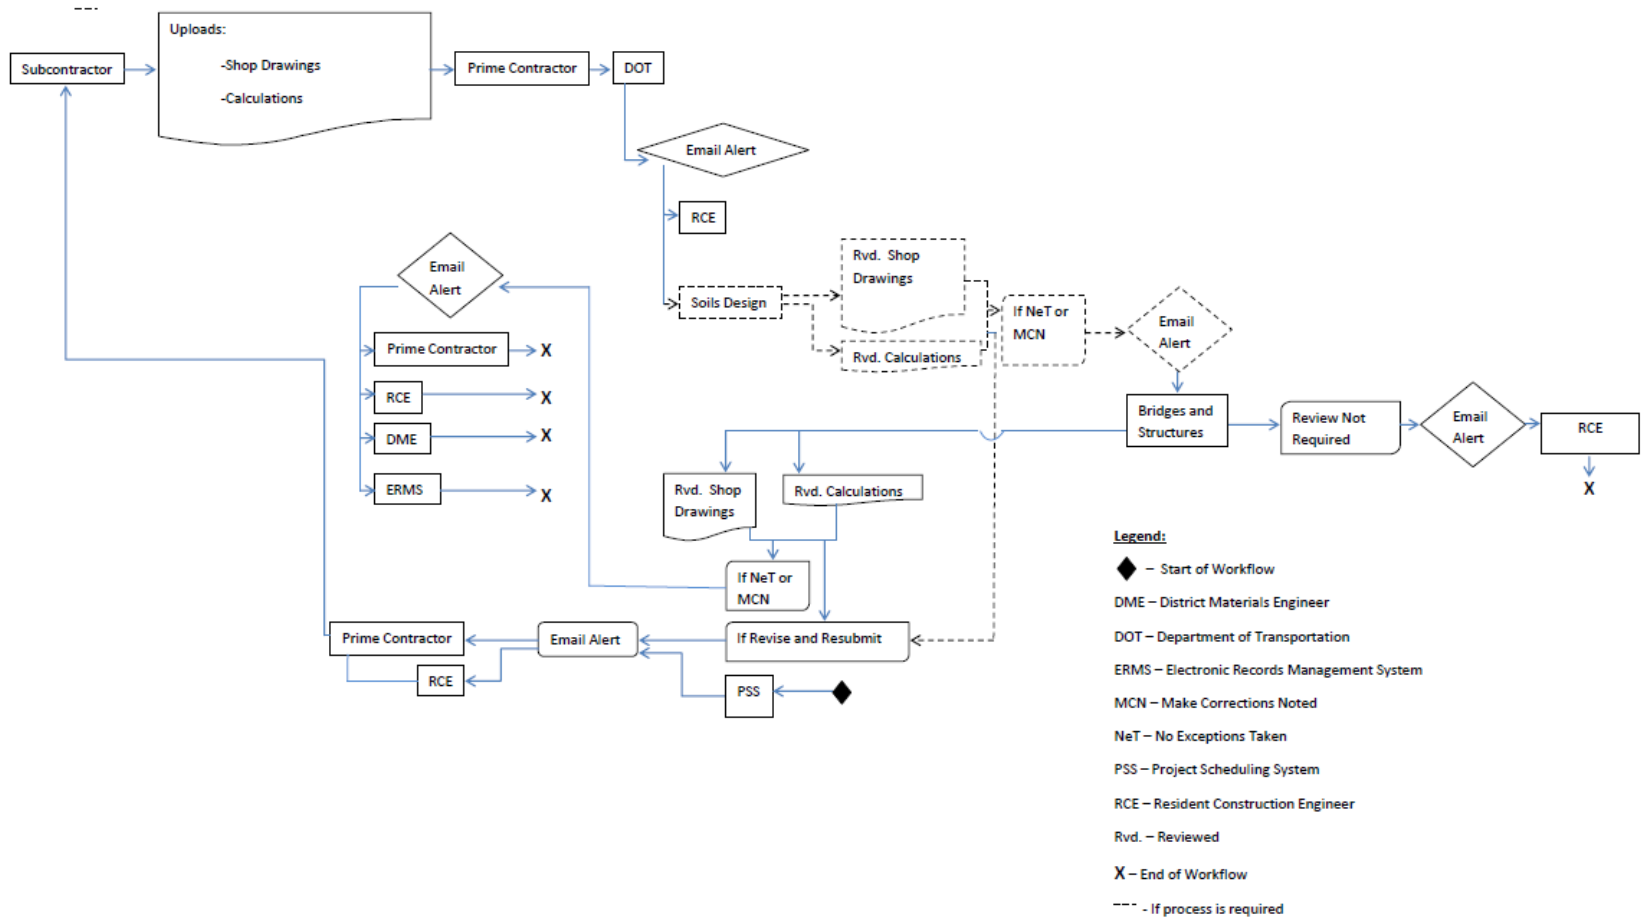 Uploads:
-Shop Drawings
-Calculations
Subcontractor
Prime Contractor
DOT
Email Alert
RCE
Soils Design
Rvd. Shop
Drawings
Rvd. Calculations
If NeT or
MCN
Email
Alert
Bridges and
Structures
Review Not
Required
Email
Alert
RCE
X
Email
Alert
Prime Contractor
X
RCE
X
DME
X
ERMS
X
Rvd. Shop
Drawings
Rvd. Calculations
If NeT or
MCN
If Revise and Resubmit
Email Alert
Prime Contractor
RCE
PSS
Legend:
– Start of Workflow
DME – District Materials Engineer
DOT – Department of Transportation
ERMS – Electronic Records Management System
MCN – Make Corrections Noted
NeT – No Exceptions Taken
PSS – Project Scheduling System
RCE – Resident Construction Engineer
Rvd. – Reviewed
X – End of Workflow
--- - If process is required